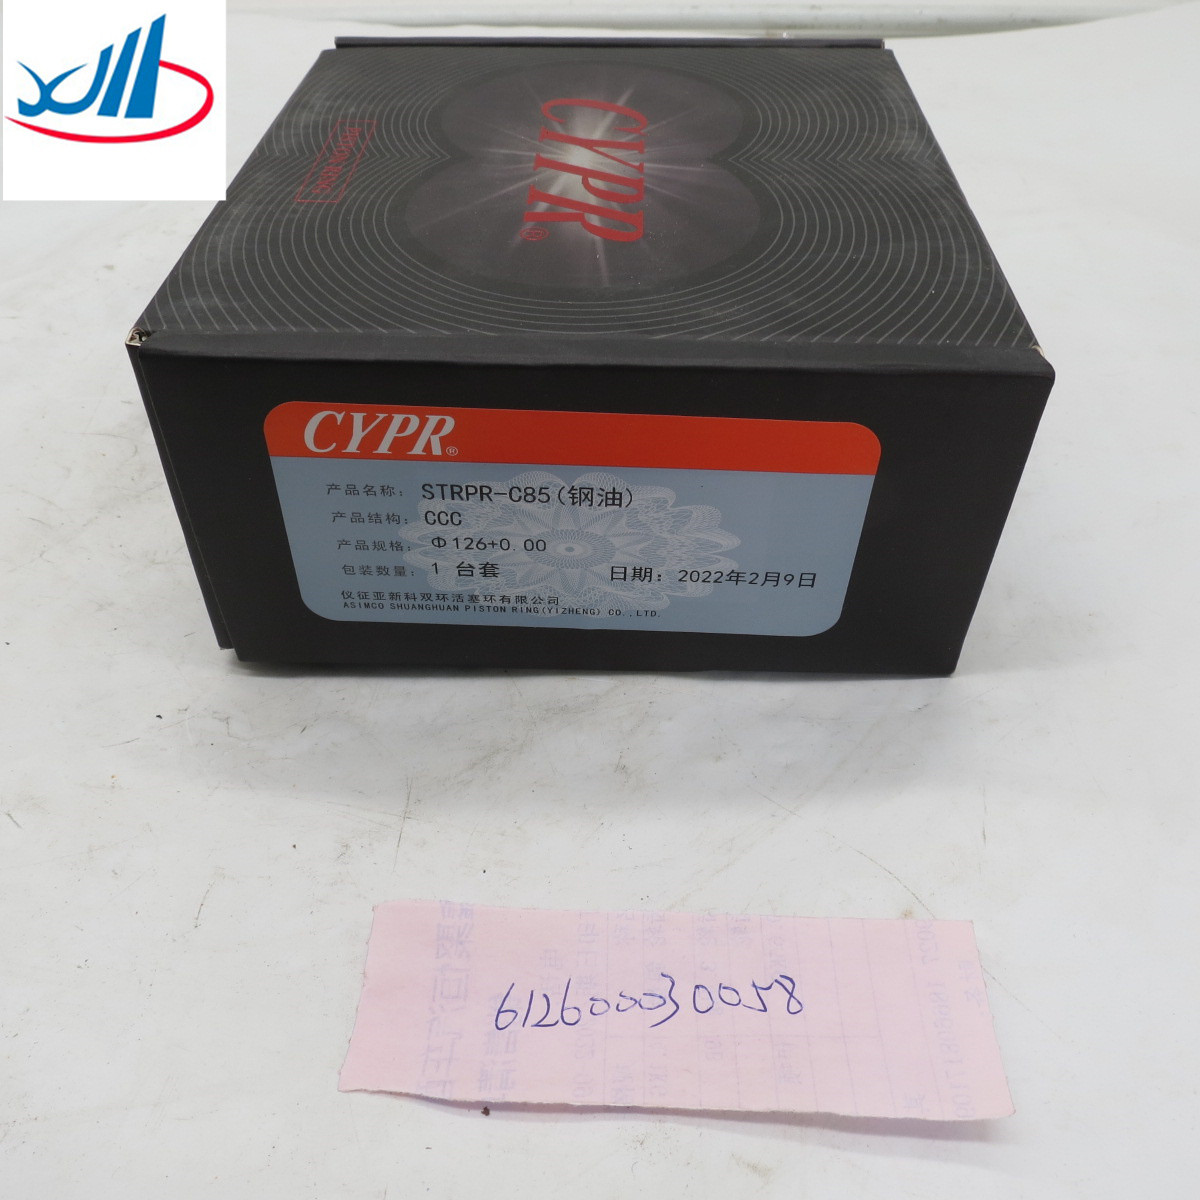 CYPR®
PISTON RING
CYPR®
产品名称: STRPR-C85(钢油)
产品结构: CCC
产品规格: Φ126+0.00
包装数量: 1 台套
日期: 2022年2月9日
仪征亚新科双环活塞环有限公司
ASIMCO SHUANGHUAN PISTON RING(YIZHENG) CO.,LTD.
612600030058